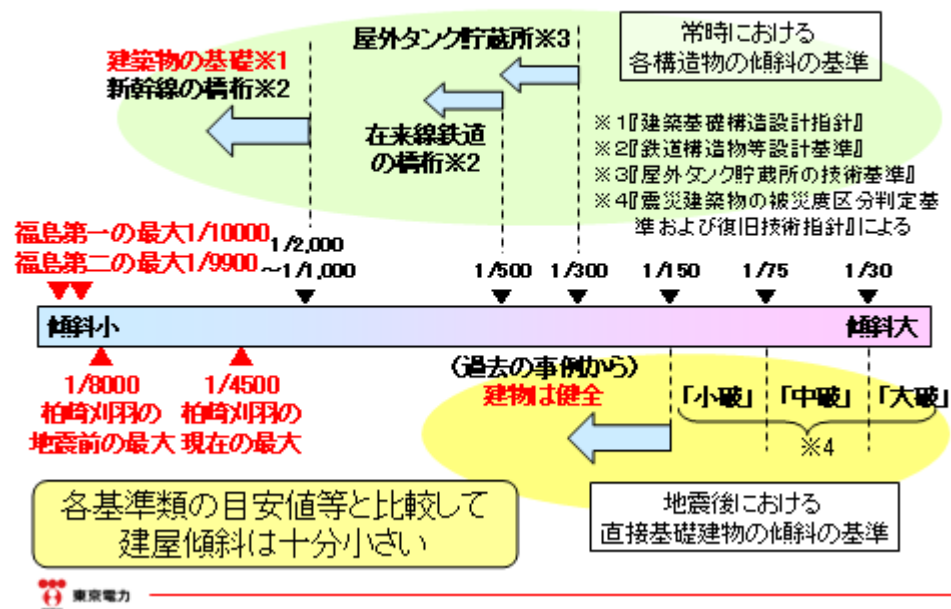 屋外タンク貯蔵所※3
常時における
各構造物の傾斜の基準
建築物の基礎※1
新幹線の橋桁※2
在来線鉄道
の橋桁※2
※1『建築基礎構造設計指針』
※2『鉄道構造物等設計基準』
※3『屋外タンク貯蔵所の技術基準』
※4『震災建築物の被災度区分判定基
準および復旧技術指針』による
福島第一の最大1/10000
福島第二の最大1/9900
1/2,000
～1/1,000
1/500
1/300
1/150
1/75
1/30
傾斜小
傾斜大
1/8000
柏崎刈羽の
地震前の最大
1/4500
柏崎刈羽の
現在の最大
(過去の事例から)
建物は健全
「小破」
「中破」
「大破」
※4
各基準類の目安値等と比較して
建屋傾斜は十分小さい
地震後における
直接基礎建物の傾斜の基準
東京電力